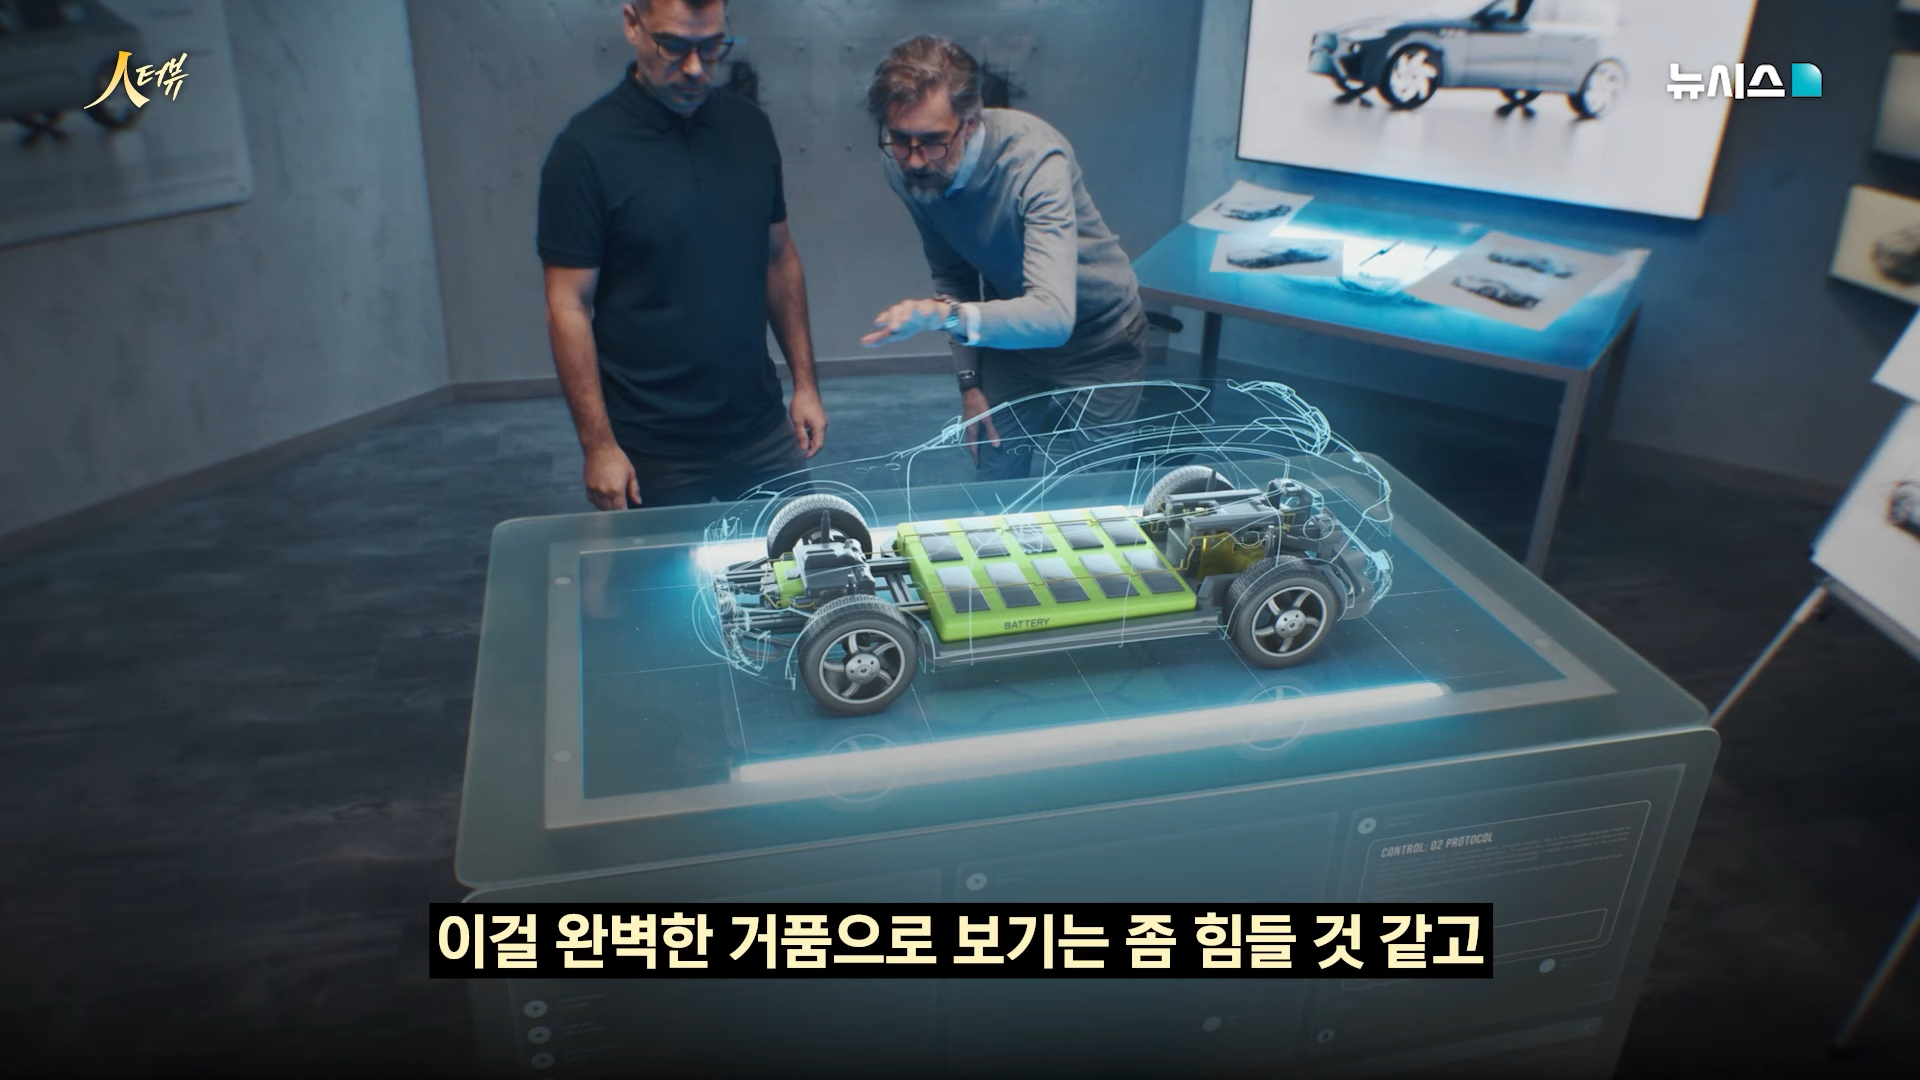 人터뷰
뉴시스
BATTERY
CONTROL: 02 PROTOCOL
이걸 완벽한 거품으로 보기는 좀 힘들 것 같고